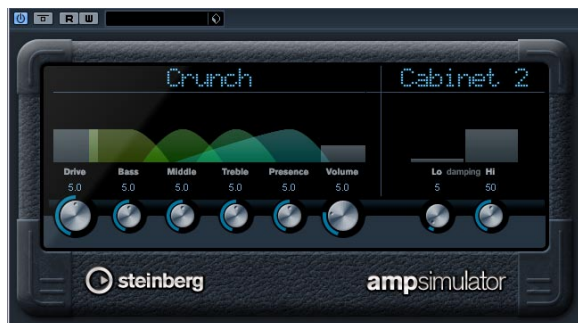 R W
Crunch Cabinet 2
Drive Bass Middle Treble Presence Volume Lo damping Hi
5.0 5.0 5.0 5.0 5.0 5.0 5 50
steinberg ampsimulator